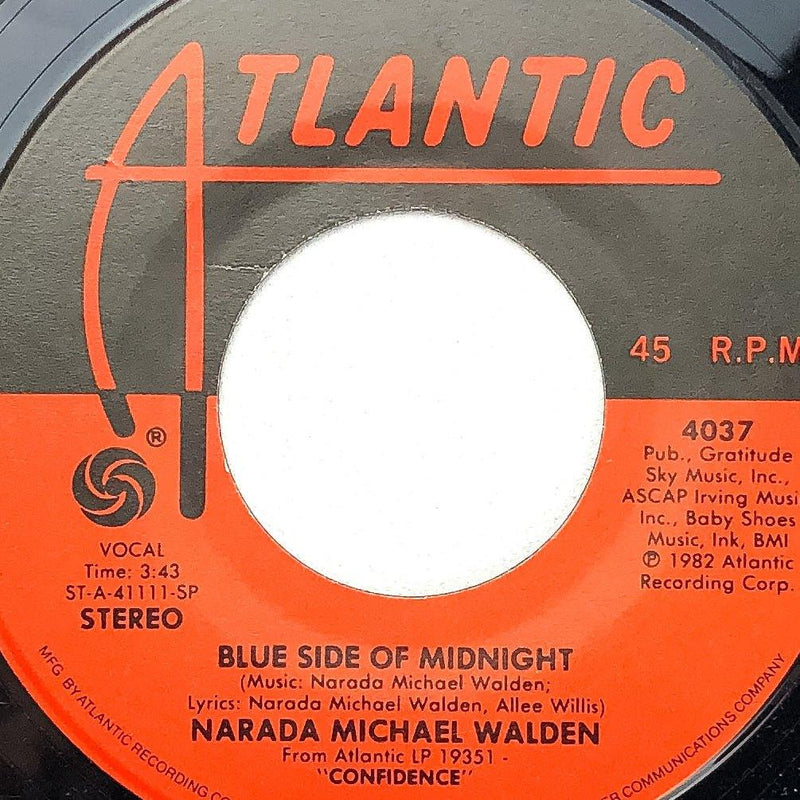 ATLANTIC
45 R.P.M
®
VOCAL
Time: 3:43
ST-A-41111-SP
STEREO
4037
Pub., Gratitude
Sky Music, Inc.,
ASCAP Irving Musi
Inc., Baby Shoes
Music, Ink, BMI
℗ 1982 Atlantic
Recording Corp.
BLUE SIDE OF MIDNIGHT
(Music: Narada Michael Walden;
Lyrics: Narada Michael Walden, Allee Willis)
NARADA MICHAEL WALDEN
From Atlantic LP 19351 -
"CONFIDENCE"
MFG BY ATLANTIC RECORDING CO
ER COMMUNICATIONS COMPANY